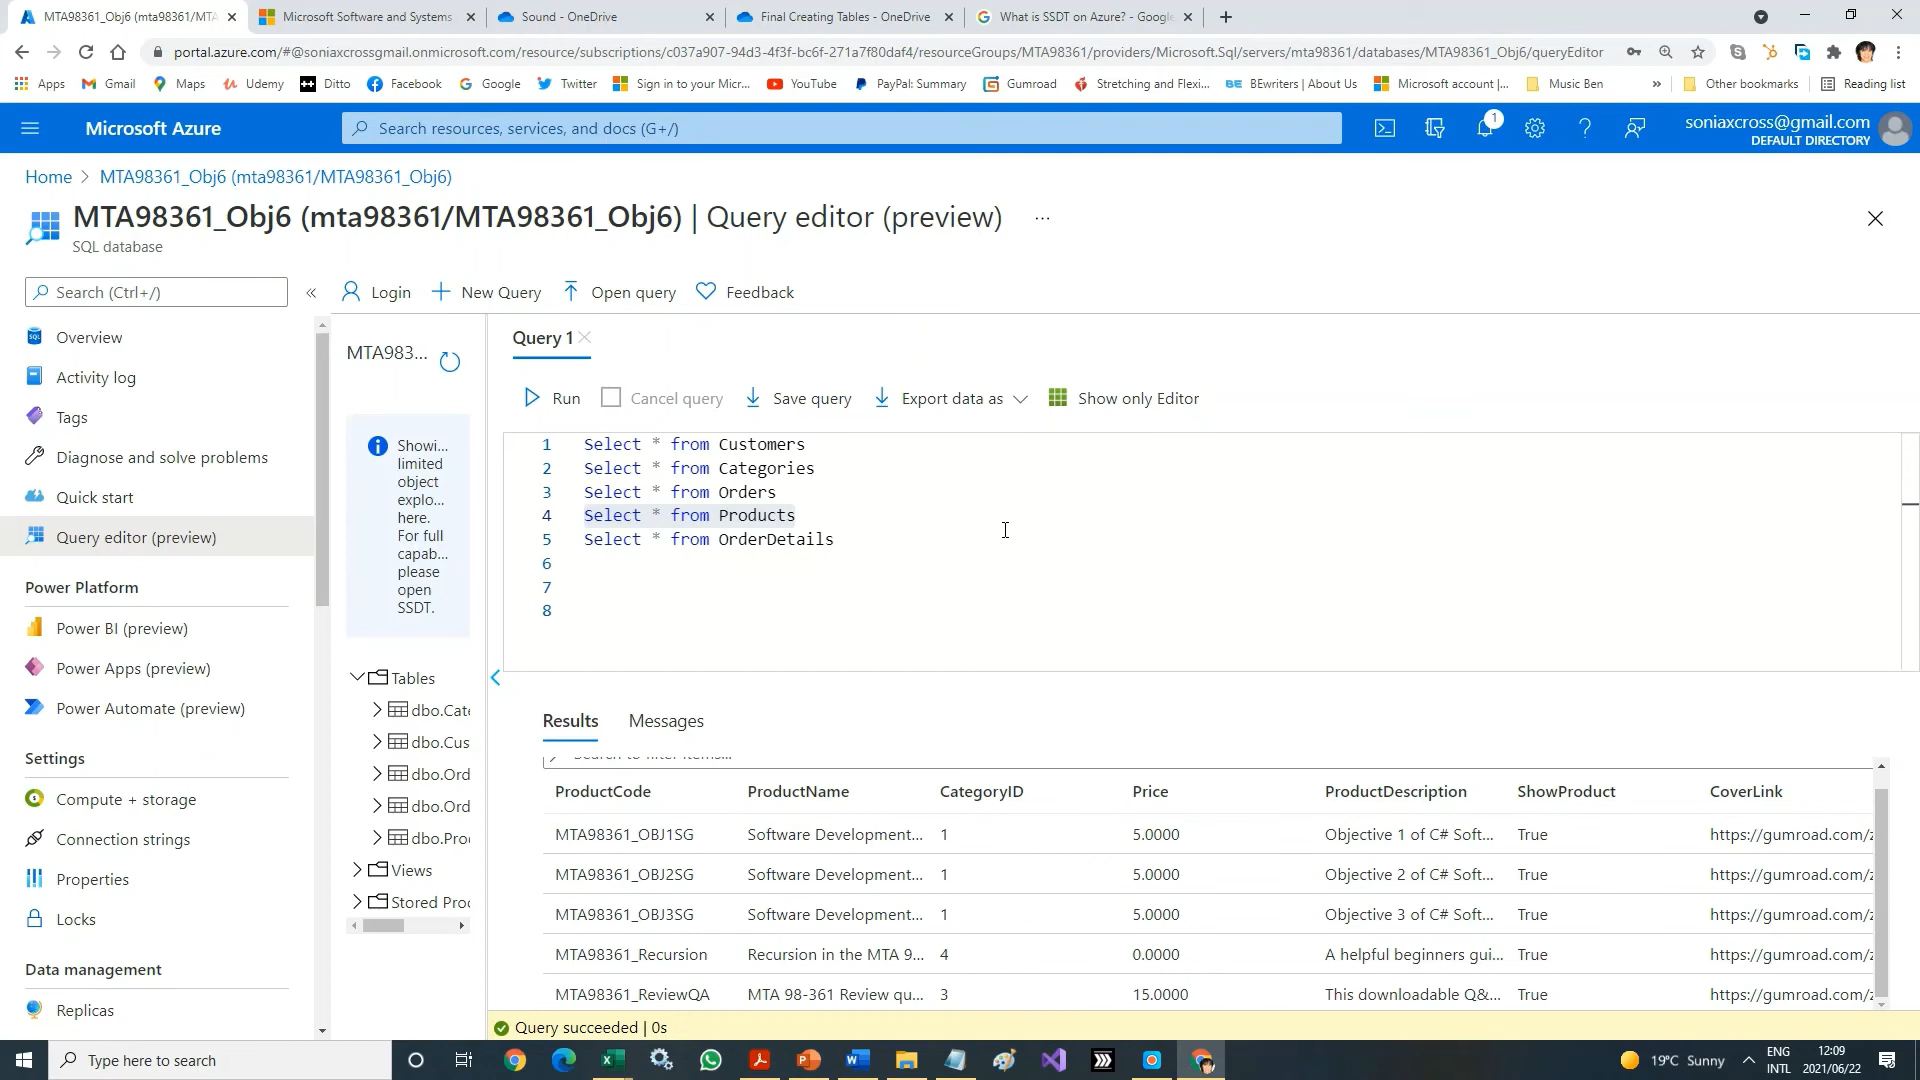 MTA98361_Obj6 (mta98361/MTA
Microsoft Software and Systems
Sound - OneDrive
Final Creating Tables - OneDrive
What is SSDT on Azure? - Google
portal.azure.com/#@soniaxcrossgmail.onmicrosoft.com/resource/subscriptions/c037a907-94d3-4f3f-bc6f-271a7f80daf4/resourceGroups/MTA98361/providers/Microsoft.Sql/servers/mta98361/databases/MTA98361_Obj6/queryEditor
Apps
Gmail
Maps
Udemy
Ditto
Facebook
Google
Twitter
Sign in to your Micr...
YouTube
PayPal: Summary
Gumroad
Stretching and Flexi...
BEwriters | About Us
Microsoft account |...
Music Ben
»
Other bookmarks
Reading list
Microsoft Azure
Search resources, services, and docs (G+/)
1
soniaxcross@gmail.com
DEFAULT DIRECTORY
Home > MTA98361_Obj6 (mta98361/MTA98361_Obj6)
MTA98361_Obj6 (mta98361/MTA98361_Obj6) | Query editor (preview) ...
SQL database
Search (Ctrl+/)
«
Login
New Query
Open query
Feedback
Overview
Activity log
Tags
Diagnose and solve problems
Quick start
Query editor (preview)
Power Platform
Power BI (preview)
Power Apps (preview)
Power Automate (preview)
Settings
Compute + storage
Connection strings
Properties
Locks
Data management
Replicas
MTA983...
Showi...
limited
object
explo...
here.
For full
capab...
please
open
SSDT.
Tables
dbo.Cate
dbo.Cus
dbo.Ord
dbo.Ord
dbo.Pro
Views
Stored Proc
Query 1
Run
Cancel query
Save query
Export data as
Show only Editor
1 Select * from Customers
2 Select * from Categories
3 Select * from Orders
4 Select * from Products
5 Select * from OrderDetails
6
7
8
Results
Messages
Search to filter items...
ProductCode ProductName CategoryID Price ProductDescription ShowProduct CoverLink
MTA98361_OBJ1SG Software Development... 1 5.0000 Objective 1 of C# Soft... True https://gumroad.com/z
MTA98361_OBJ2SG Software Development... 1 5.0000 Objective 2 of C# Soft... True https://gumroad.com/z
MTA98361_OBJ3SG Software Development... 1 5.0000 Objective 3 of C# Soft... True https://gumroad.com/z
MTA98361_Recursion Recursion in the MTA 9... 4 0.0000 A helpful beginners gui... True https://gumroad.com/z
MTA98361_ReviewQA MTA 98-361 Review qu... 3 15.0000 This downloadable Q&... True https://gumroad.com/z
Query succeeded | 0s
Type here to search
19°C Sunny
ENG
INTL
12:09
2021/06/22